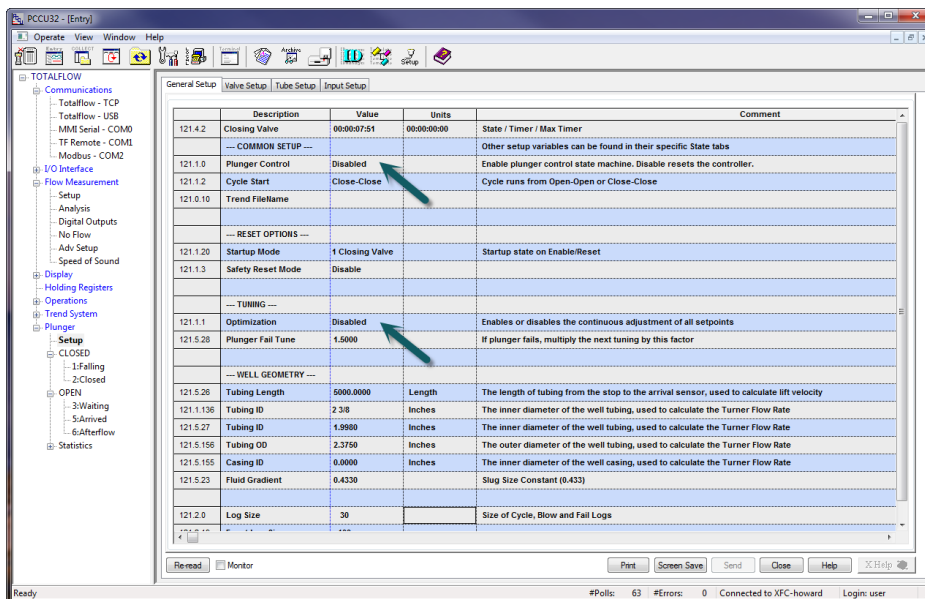 PCCU32 - [Entry]
Operate View Window Help
Entry COLLECT Terminal Archive ID Setup
TOTALFLOW
Communications
Totalflow - TCP
Totalflow - USB
MMI Serial - COM0
TF Remote - COM1
Modbus - COM2
I/O Interface
Flow Measurement
Setup
Analysis
Digital Outputs
No Flow
Adv Setup
Speed of Sound
Display
Holding Registers
Operations
Trend System
Plunger
Setup
CLOSED
1:Falling
2:Closed
OPEN
3:Waiting
5:Arrived
6:Afterflow
Statistics
General Setup Valve Setup Tube Setup Input Setup
Description Value Units Comment
121.4.2 Closing Valve 00:00:07:51 00:00:00:00 State / Timer / Max Timer
--- COMMON SETUP --- Other setup variables can be found in their specific State tabs
121.1.0 Plunger Control Disabled Enable plunger control state machine. Disable resets the controller.
121.1.2 Cycle Start Close-Close Cycle runs from Open-Open or Close-Close
121.0.10 Trend FileName
--- RESET OPTIONS ---
121.1.20 Startup Mode 1 Closing Valve Startup state on Enable/Reset
121.1.3 Safety Reset Mode Disable
--- TUNING ---
121.1.1 Optimization Disabled Enables or disables the continuous adjustment of all setpoints
121.5.28 Plunger Fail Tune 1.5000 If plunger fails, multiply the next tuning by this factor
--- WELL GEOMETRY ---
121.5.26 Tubing Length 5000.0000 Length The length of tubing from the stop to the arrival sensor, used to calculate lift velocity
121.1.136 Tubing ID 2 3/8 Inches The inner diameter of the well tubing, used to calculate the Turner Flow Rate
121.5.27 Tubing ID 1.9980 Inches The inner diameter of the well tubing, used to calculate the Turner Flow Rate
121.5.156 Tubing OD 2.3750 Inches The outer diameter of the well tubing, used to calculate the Turner Flow Rate
121.5.155 Casing ID 0.0000 Inches The inner diameter of the well casing, used to calculate the Turner Flow Rate
121.5.23 Fluid Gradient 0.4330 Slug Size Constant (0.433)
121.2.0 Log Size 30 Size of Cycle, Blow and Fail Logs
Re-read Monitor Print Screen Save Send Close Help X Help
Ready #Polls: 63 #Errors: 0 Connected to XFC-howard Login: user